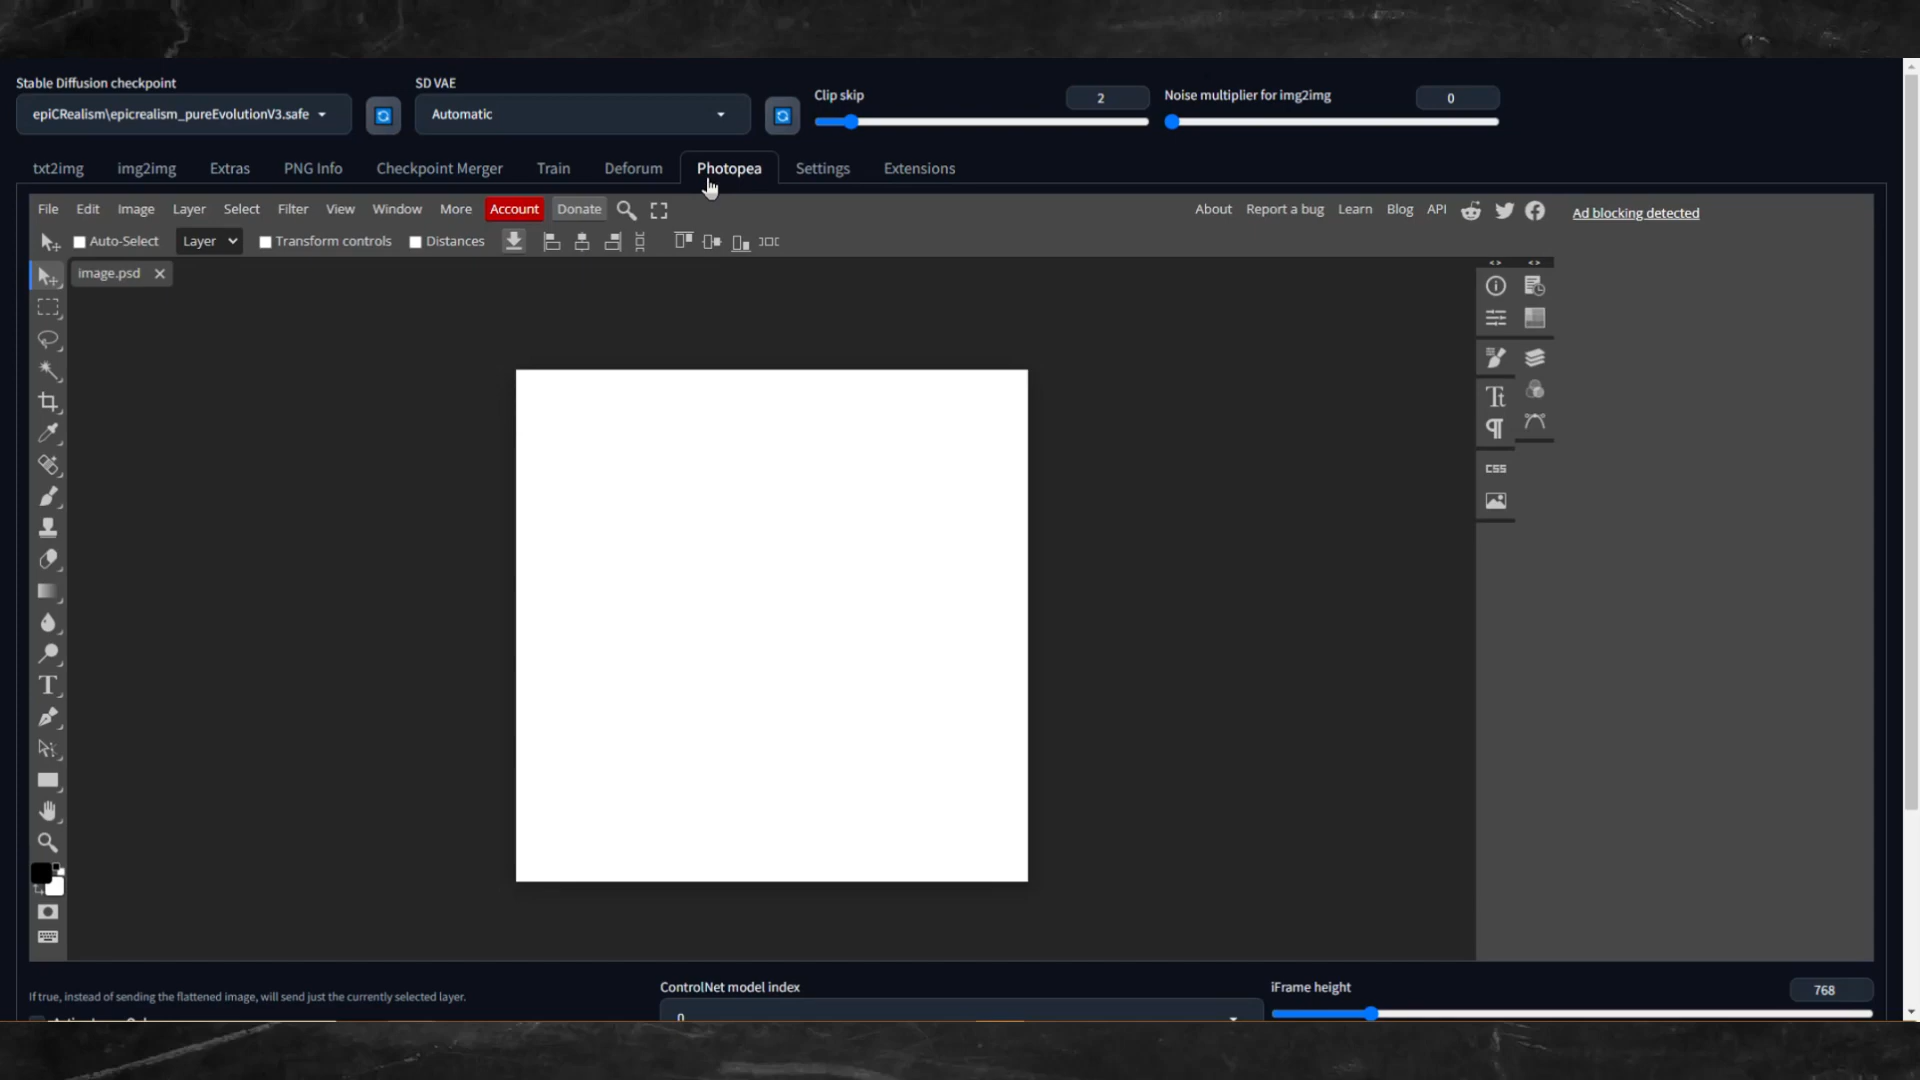 Stable Diffusion checkpoint
SD VAE
Clip skip
2
Noise multiplier for img2img
0
epiCRealism\epicrealism_pureEvolutionV3.safe
Automatic
txt2img img2img Extras PNG Info Checkpoint Merger Train Deforum Photopea Settings Extensions
File Edit Image Layer Select Filter View Window More Account Donate
About Report a bug Learn Blog API
Ad blocking detected
Auto-Select Layer Transform controls Distances
image.psd
CSS
ControlNet model index
iFrame height
768
If true, instead of sending the flattened image, will send just the currently selected layer.
0